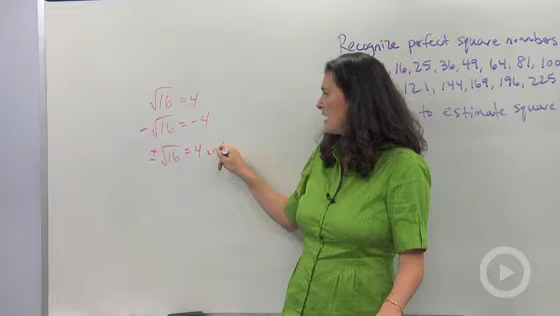 √16 = 4
-√16 = -4
±√16 = 4
Recognize perfect square numbers
16, 25, 36, 49, 64, 81, 100
121, 144, 169, 196, 225
to estimate square